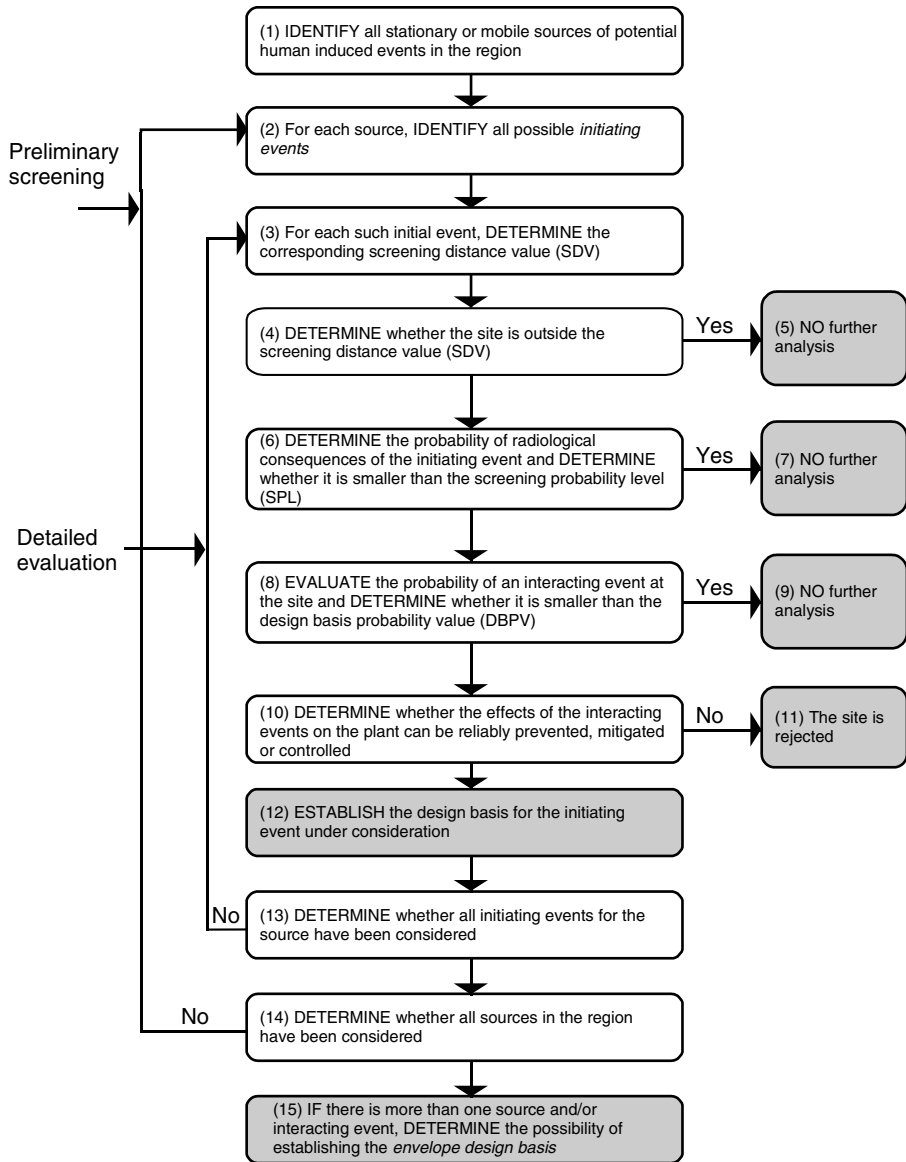 (1) IDENTIFY all stationary or mobile sources of potential
human induced events in the region
(2) For each source, IDENTIFY all possible initiating
events
Preliminary
screening
(3) For each such initial event, DETERMINE the
corresponding screening distance value (SDV)
(4) DETERMINE whether the site is outside the
screening distance value (SDV)
Yes
(5) NO further
analysis
(6) DETERMINE the probability of radiological
consequences of the initiating event and DETERMINE
whether it is smaller than the screening probability level
(SPL)
Yes
(7) NO further
analysis
Detailed
evaluation
(8) EVALUATE the probability of an interacting event at
the site and DETERMINE whether it is smaller than the
design basis probability value (DBPV)
Yes
(9) NO further
analysis
(10) DETERMINE whether the effects of the interacting
events on the plant can be reliably prevented, mitigated
or controlled
No
(11) The site is
rejected
(12) ESTABLISH the design basis for the initiating
event under consideration
No
(13) DETERMINE whether all initiating events for the
source have been considered
No
(14) DETERMINE whether all sources in the region
have been considered
(15) IF there is more than one source and/or
interacting event, DETERMINE the possibility of
establishing the envelope design basis